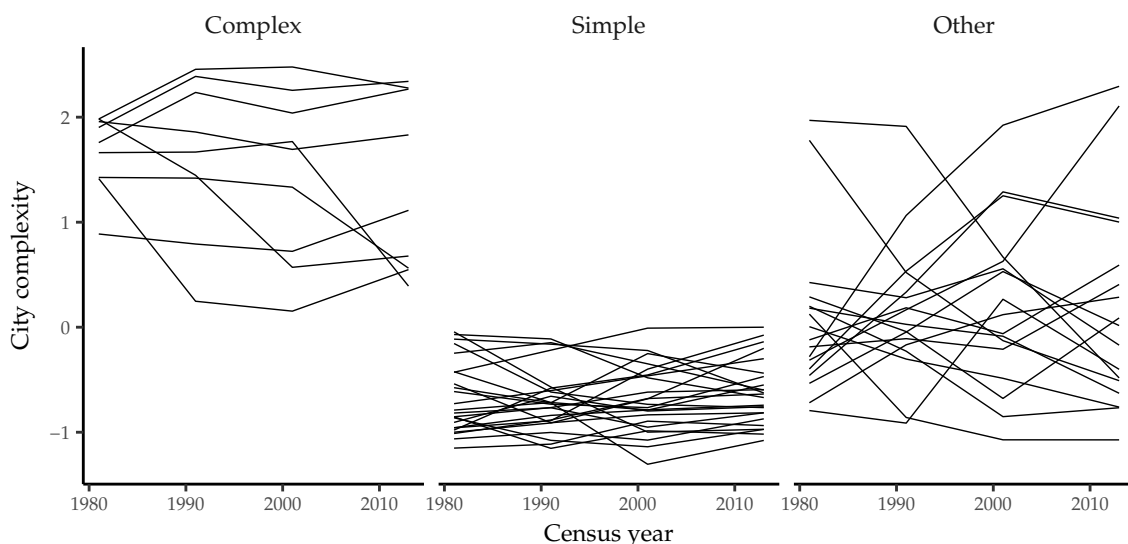 Complex Simple Other
City complexity
2
1
0
−1
1980 1990 2000 2010 1980 1990 2000 2010 1980 1990 2000 2010
Census year